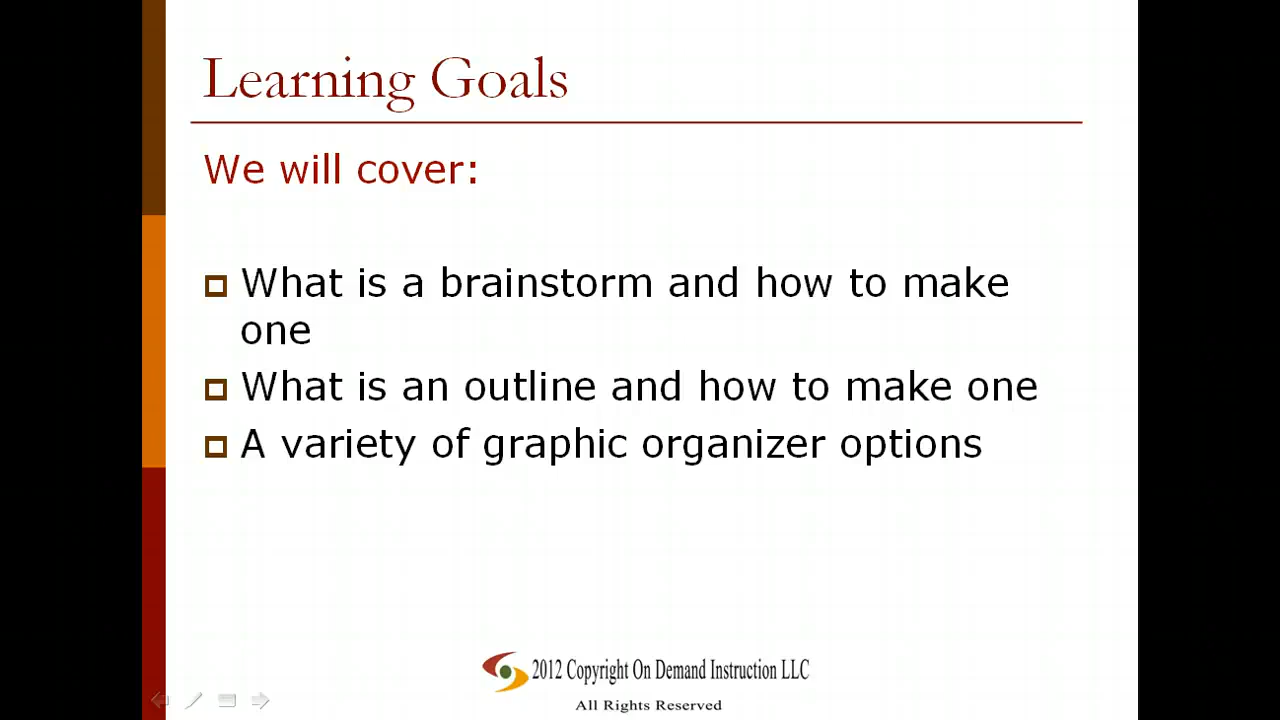 Learning Goals
We will cover:
What is a brainstorm and how to make
one
What is an outline and how to make one
A variety of graphic organizer options
2012 Copyright On Demand Instruction LLC
All Rights Reserved